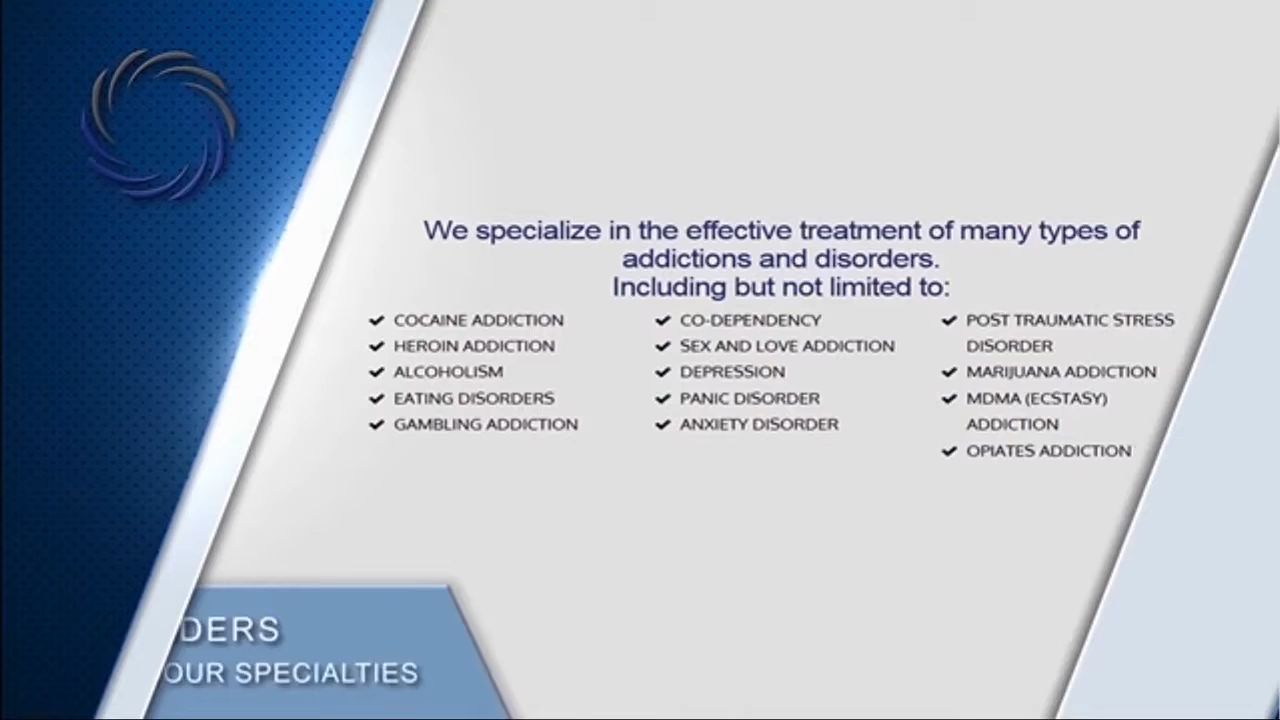 We specialize in the effective treatment of many types of
addictions and disorders.
Including but not limited to:
COCAINE ADDICTION
HEROIN ADDICTION
ALCOHOLISM
EATING DISORDERS
GAMBLING ADDICTION
CO-DEPENDENCY
SEX AND LOVE ADDICTION
DEPRESSION
PANIC DISORDER
ANXIETY DISORDER
POST TRAUMATIC STRESS
DISORDER
MARIJUANA ADDICTION
MDMA (ECSTASY)
ADDICTION
OPIATES ADDICTION
DERS
OUR SPECIALTIES